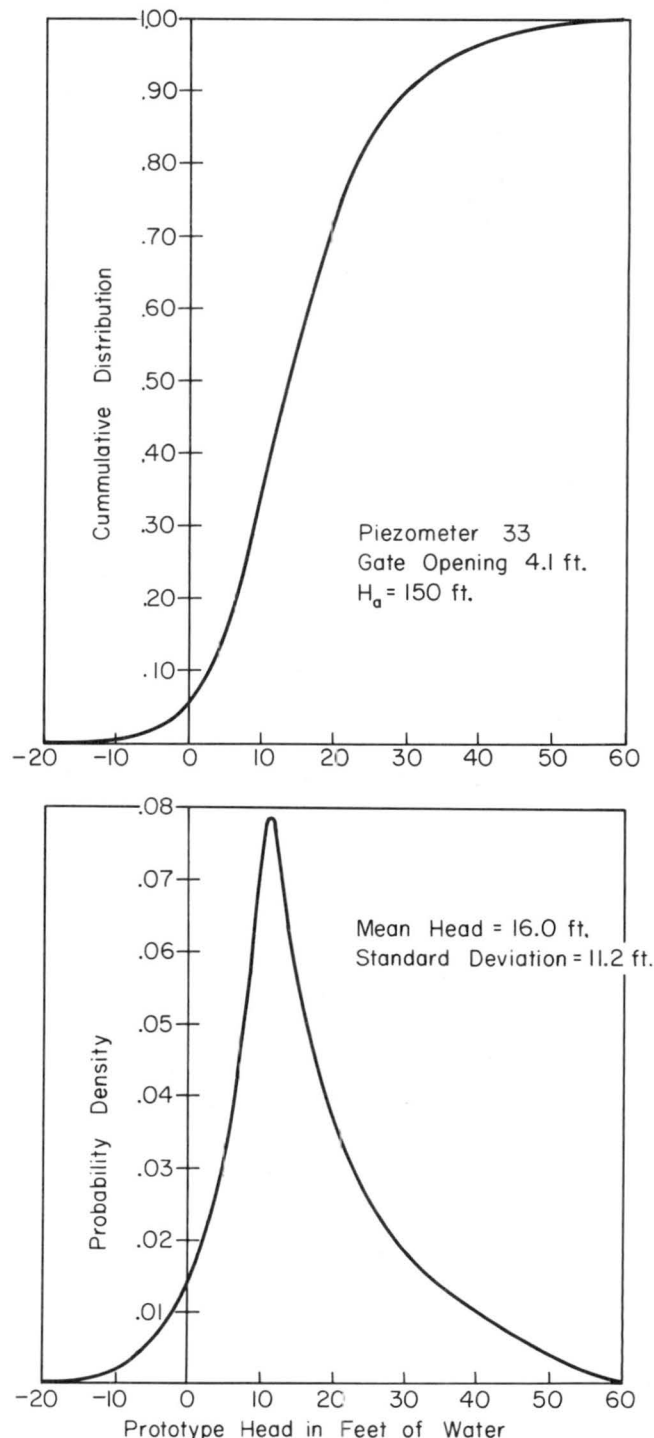 1.00
.90
.80
.70
.60
.50
.40
.30
.20
.10
Cummulative Distribution
Piezometer 33
Gate Opening 4.1 ft.
Ha = 150 ft.
-20 -10 0 10 20 30 40 50 60
0.08
.07
.06
.05
.04
.03
.02
.01
Probability Density
Mean Head = 16.0 ft.
Standard Deviation = 11.2 ft.
-20 -10 0 10 20 30 40 50 60
Prototype Head in Feet of Water